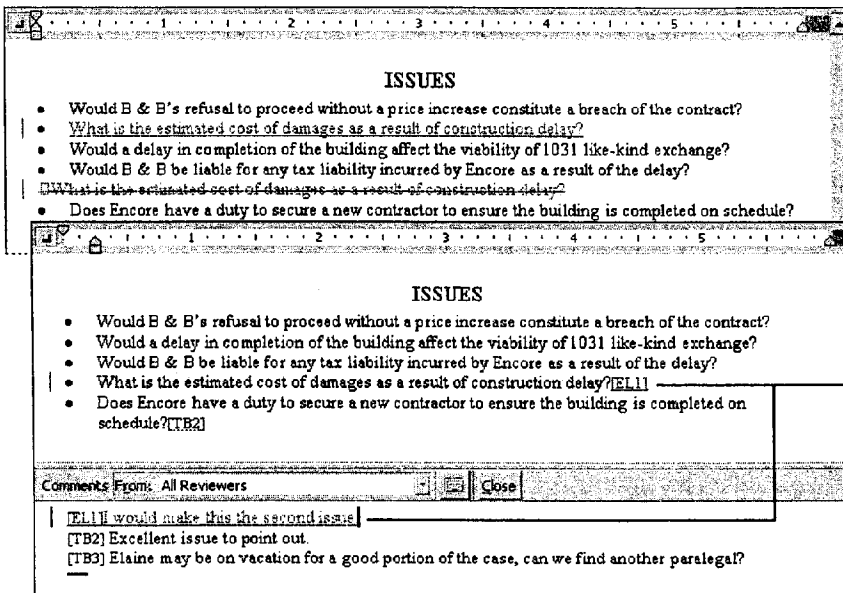 1 2 3 4 5
ISSUES
• Would B & B's refusal to proceed without a price increase constitute a breach of the contract?
• What is the estimated cost of damages as a result of construction delay?
• Would a delay in completion of the building affect the viability of 1031 like-kind exchange?
• Would B & B be liable for any tax liability incurred by Encore as a result of the delay?
What is the estimated cost of damages as a result of construction delay?
• Does Encore have a duty to secure a new contractor to ensure the building is completed on schedule?
1 2 3 4 5
ISSUES
• Would B & B's refusal to proceed without a price increase constitute a breach of the contract?
• Would a delay in completion of the building affect the viability of 1031 like-kind exchange?
• Would B & B be liable for any tax liability incurred by Encore as a result of the delay?
• What is the estimated cost of damages as a result of construction delay?[EL1]
• Does Encore have a duty to secure a new contractor to ensure the building is completed on
schedule?[TB2]
Comments From: All Reviewers Close
[EL1]I would make this the second issue
[TB2] Excellent issue to point out.
[TB3] Elaine may be on vacation for a good portion of the case, can we find another paralegal?